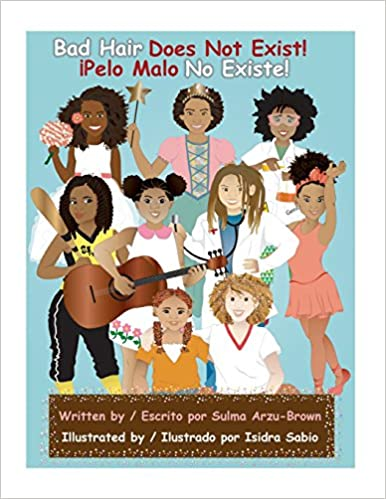 Bad Hair Does Not Exist!
¡Pelo Malo No Existe!
Written by / Escrito por Sulma Arzu-Brown
Illustrated by / Ilustrado por Isidra Sabio